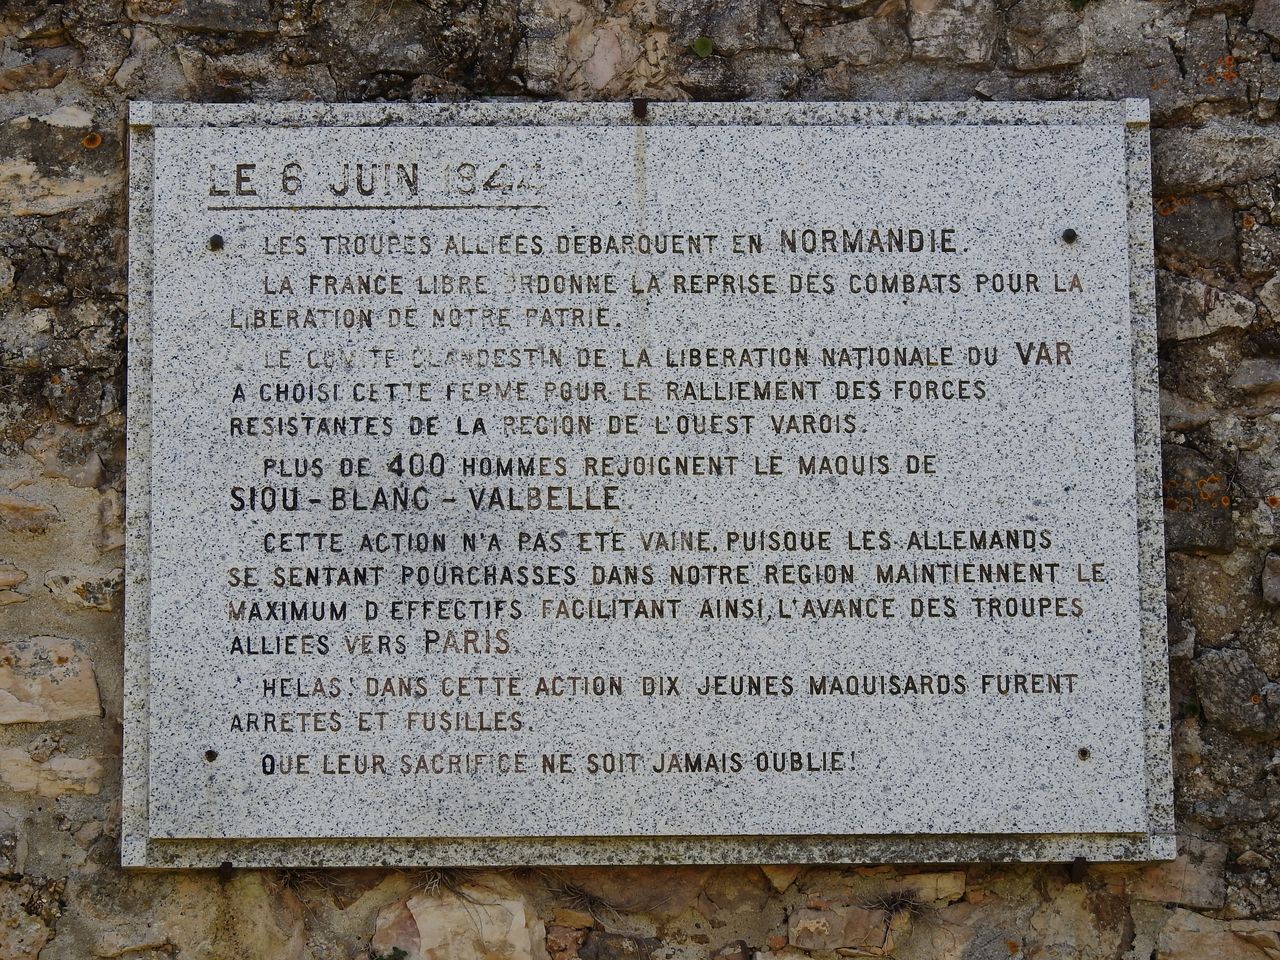 LE 6 JUIN 1944
LES TROUPES ALLIEES DEBARQUENT EN NORMANDIE.
LA FRANCE LIBRE ORDONNE LA REPRISE DES COMBATS POUR LA
LIBERATION DE NOTRE PATRIE.
LE COMITE CLANDESTIN DE LA LIBERATION NATIONALE DU VAR
A CHOISI CETTE FERME POUR LE RALLIEMENT DES FORCES
RESISTANTES DE LA REGION DE L'OUEST VAROIS.
PLUS DE 400 HOMMES REJOIGNENT LE MAQUIS DE
SIOU-BLANC-VALBELLE.
CETTE ACTION N'A PAS ETE VAINE, PUISQUE LES ALLEMANDS
SE SENTANT POURCHASSES DANS NOTRE REGION MAINTIENNENT LE
MAXIMUM D'EFFECTIFS FACILITANT AINSI, L'AVANCE DES TROUPES
ALLIEES VERS PARIS.
HELAS! DANS CETTE ACTION DIX JEUNES MAQUISARDS FURENT
ARRETES ET FUSILLES.
QUE LEUR SACRIFICE NE SOIT JAMAIS OUBLIE!